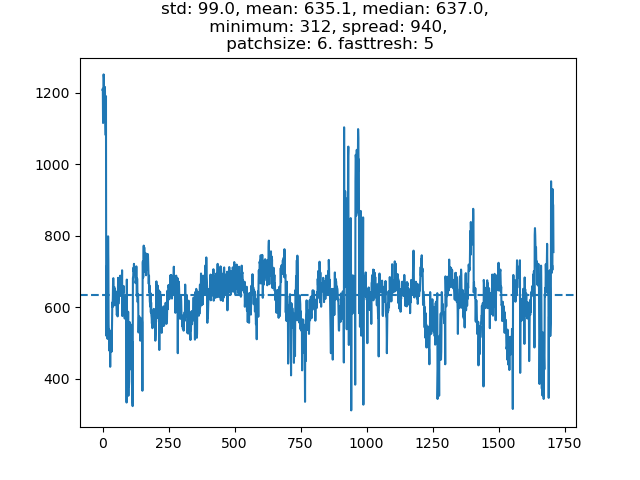 std: 99.0, mean: 635.1, median: 637.0,
minimum: 312, spread: 940,
patchsize: 6. fasttresh: 5
1200
1000
800
600
400
0 250 500 750 1000 1250 1500 1750